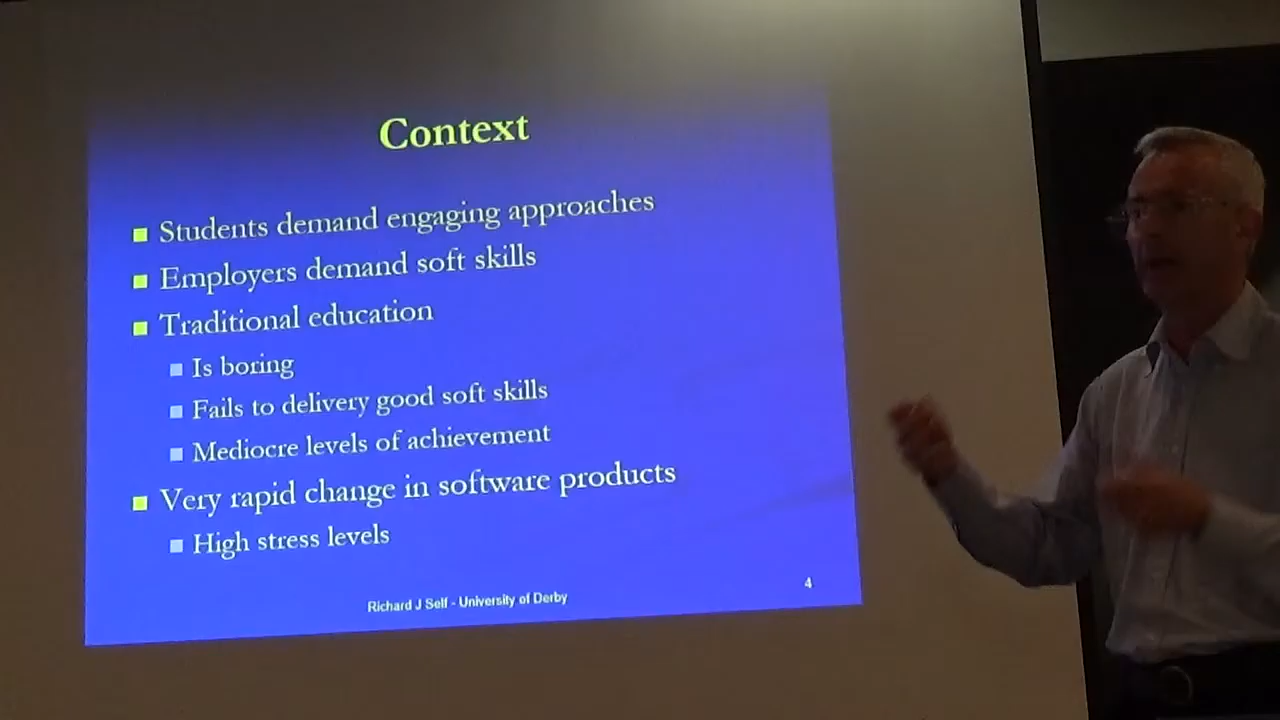 Context
Students demand engaging approaches
Employers demand soft skills
Traditional education
Is boring
Fails to delivery good soft skills
Mediocre levels of achievement
Very rapid change in software products
High stress levels
Richard J Self - University of Derby
4